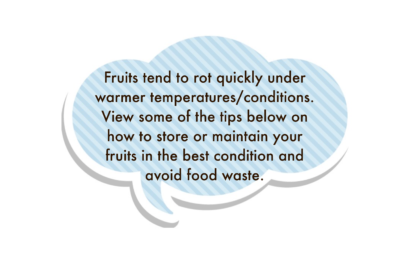 Fruits tend to rot quickly under
warmer temperatures/conditions.
View some of the tips below on
how to store or maintain your
fruits in the best condition and
avoid food waste.